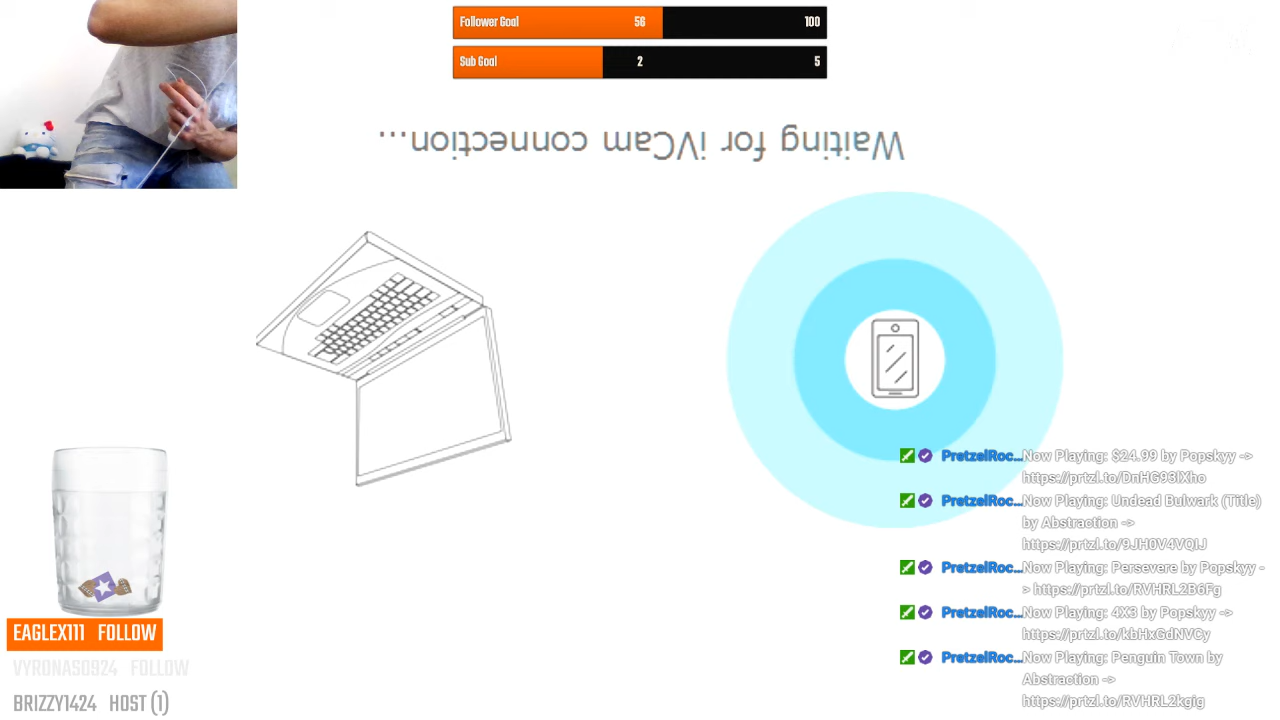 Follower Goal 56 100
Sub Goal 2 5
Waiting for iVCam connection...
PretzelRoc... Now Playing: $24.99 by Popskyy ->
https://prtzl.to/DnHG93lXho
PretzelRoc... Now Playing: Undead Bulwark (Title)
by Abstraction ->
https://prtzl.to/9JH0V4VQlJ
PretzelRoc... Now Playing: Persevere by Popskyy -
> https://prtzl.to/RVHRL2B6Fg
PretzelRoc... Now Playing: 4X3 by Popskyy ->
https://prtzl.to/kbHxGdNVCy
PretzelRoc... Now Playing: Penguin Town by
Abstraction ->
https://prtzl.to/RVHRL2kgig
EAGLEX111 FOLLOW
VYRONAS0924 FOLLOW
BRIZZY1424 HOST (1)